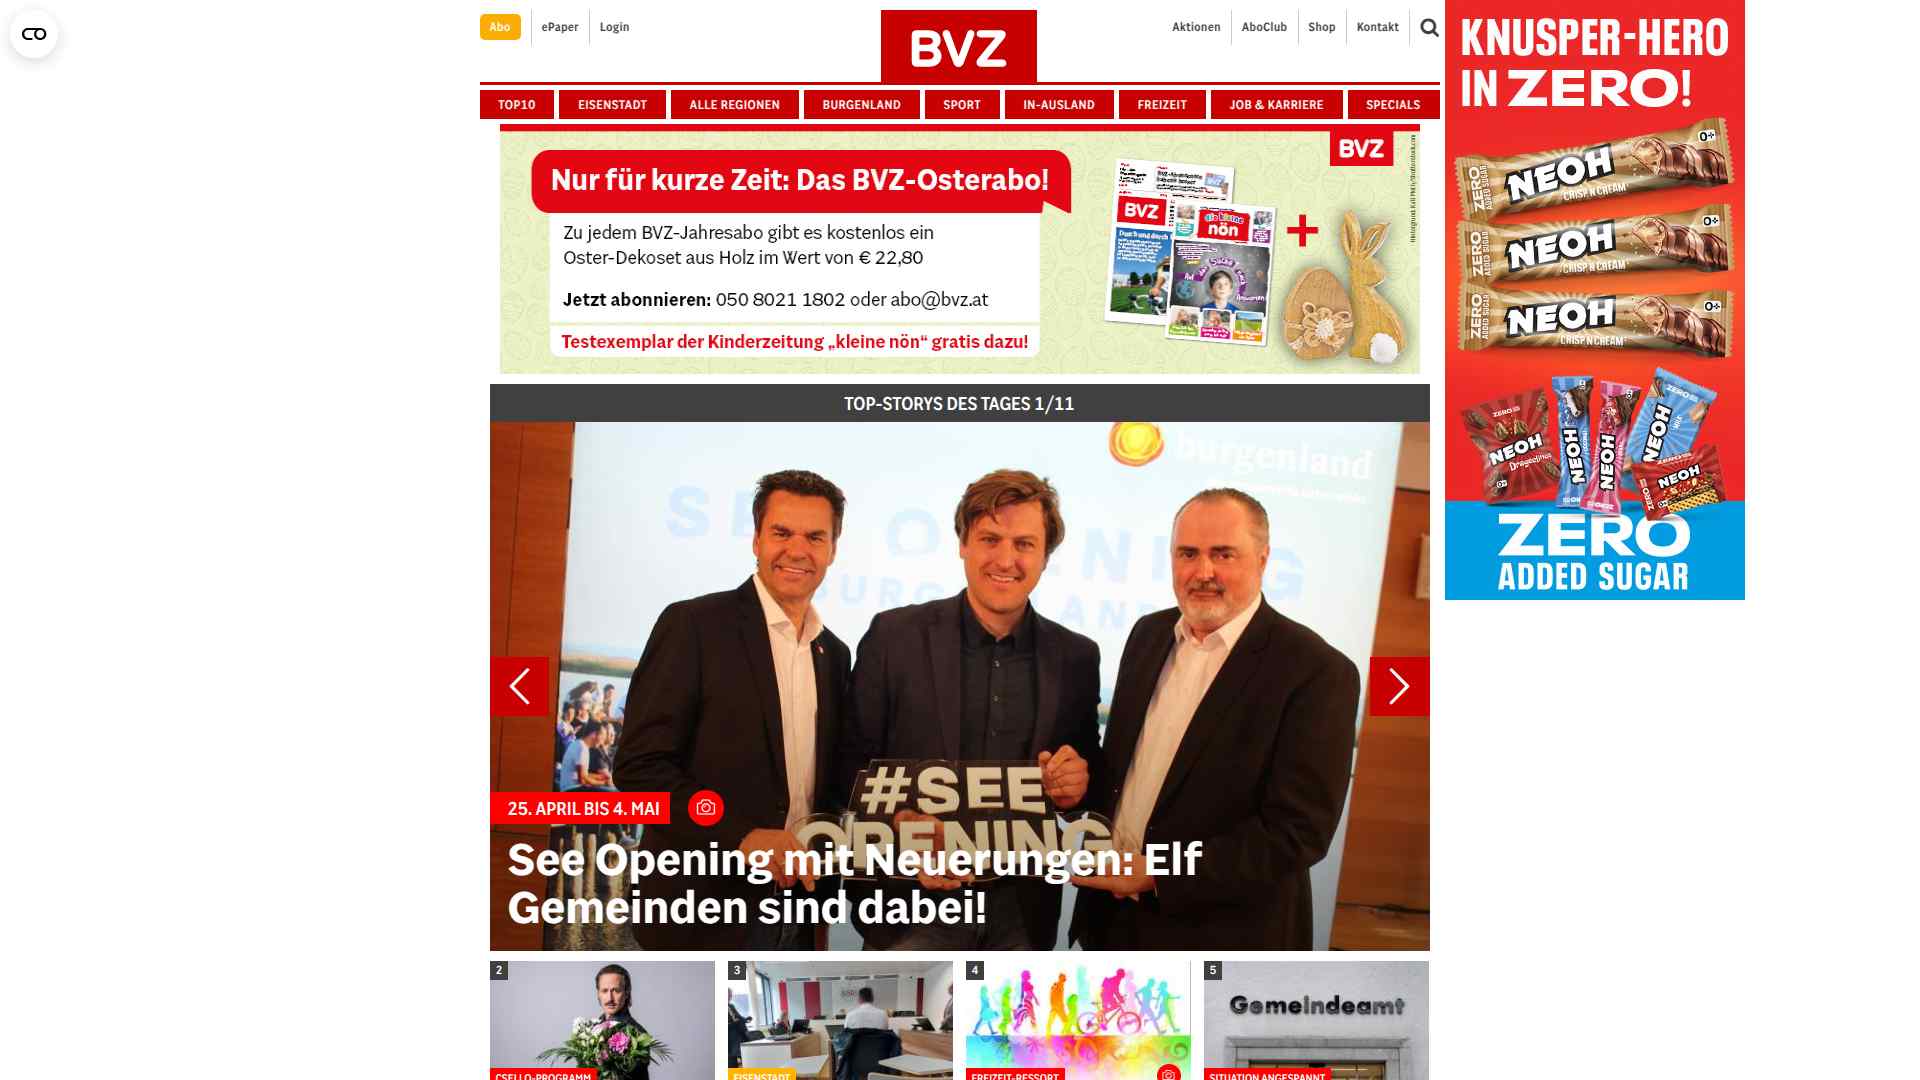 Abo
ePaper
Login
BVZ
Aktionen
AboClub
Shop
Kontakt
TOP10
EISENSTADT
ALLE REGIONEN
BURGENLAND
SPORT
IN-AUSLAND
FREIZEIT
JOB & KARRIERE
SPECIALS
Nur für kurze Zeit: Das BVZ-Osterabo!
Zu jedem BVZ-Jahresabo gibt es kostenlos ein
Oster-Dekoset aus Holz im Wert von € 22,80
Jetzt abonnieren: 050 8021 1802 oder abo@bvz.at
Testexemplar der Kinderzeitung „kleine nön“ gratis dazu!
BVZ
BVZ
die kleine
nön
+
KNUSPER-HERO
IN ZERO!
ZERO
ADDED SUGAR
NEOH
CRISP N CREAM
0+
ZERO
ADDED SUGAR
NEOH
CRISP N CREAM
0+
ZERO
ADDED SUGAR
NEOH
CRISP N CREAM
0+
NEOH
NEOH
NEOH
NEOH
NEOH
ZERO
ADDED SUGAR
TOP-STORYS DES TAGES 1/11
burgenland
SEE OPENING
BURGENLAND
#SEE
OPENING
25. APRIL BIS 4. MAI
See Opening mit Neuerungen: Elf
Gemeinden sind dabei!
2
CSELLO-PROGRAMM
3
EISENSTADT
4
FREIZEIT-RESSORT
5
Gemeindeamt
SITUATION ANGESPANNT